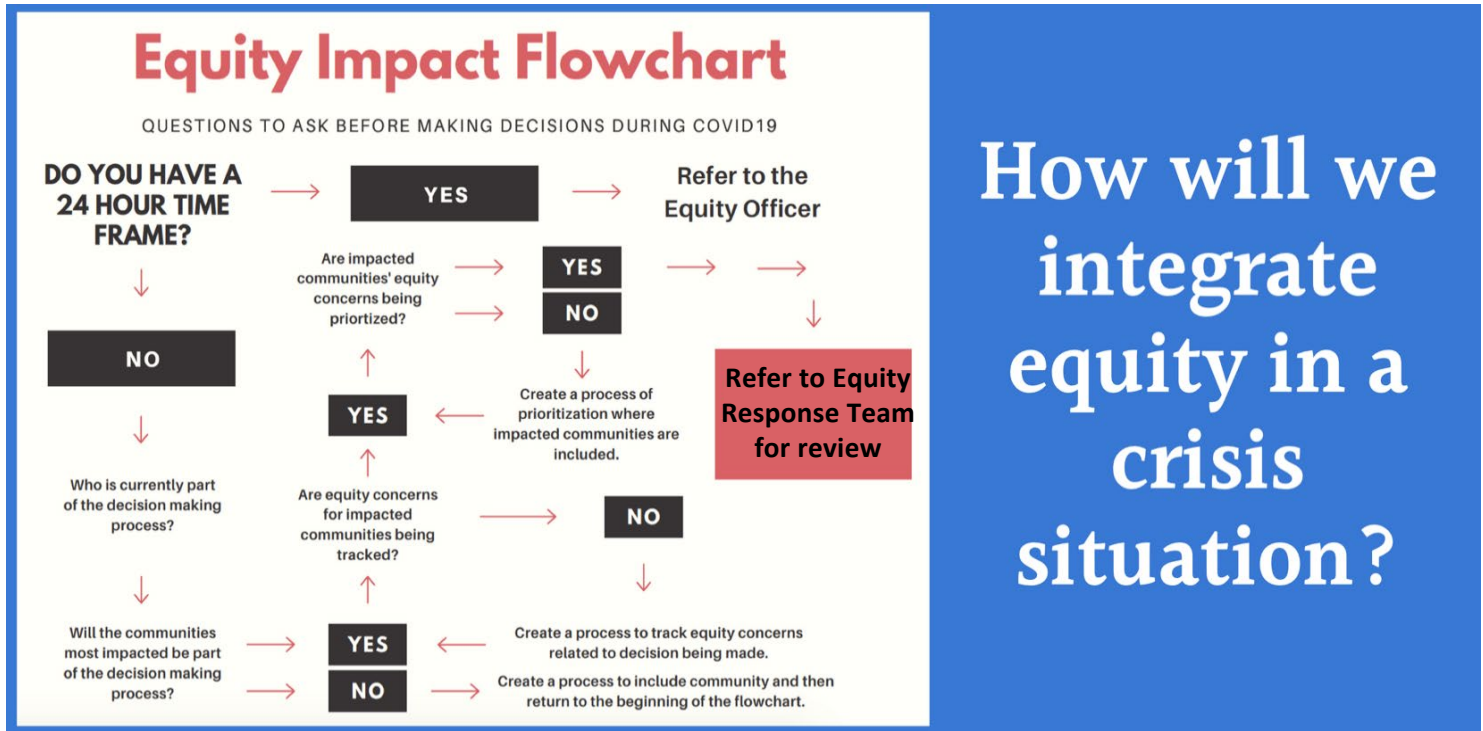 Equity Impact Flowchart
QUESTIONS TO ASK BEFORE MAKING DECISIONS DURING COVID19
DO YOU HAVE A
24 HOUR TIME
FRAME?
YES
Refer to the
Equity Officer
NO
Who is currently part
of the decision making
process?
Will the communities
most impacted be part
of the decision making
process?
YES
NO
Create a process to include community and then
return to the beginning of the flowchart.
Are equity concerns
for impacted
communities being
tracked?
NO
Create a process to track equity concerns
related to decision being made.
YES
Are impacted
communities' equity
concerns being
priortized?
YES
NO
Create a process of
prioritization where
impacted communities are
included.
Refer to Equity
Response Team
for review
How will we
integrate
equity in a
crisis
situation?